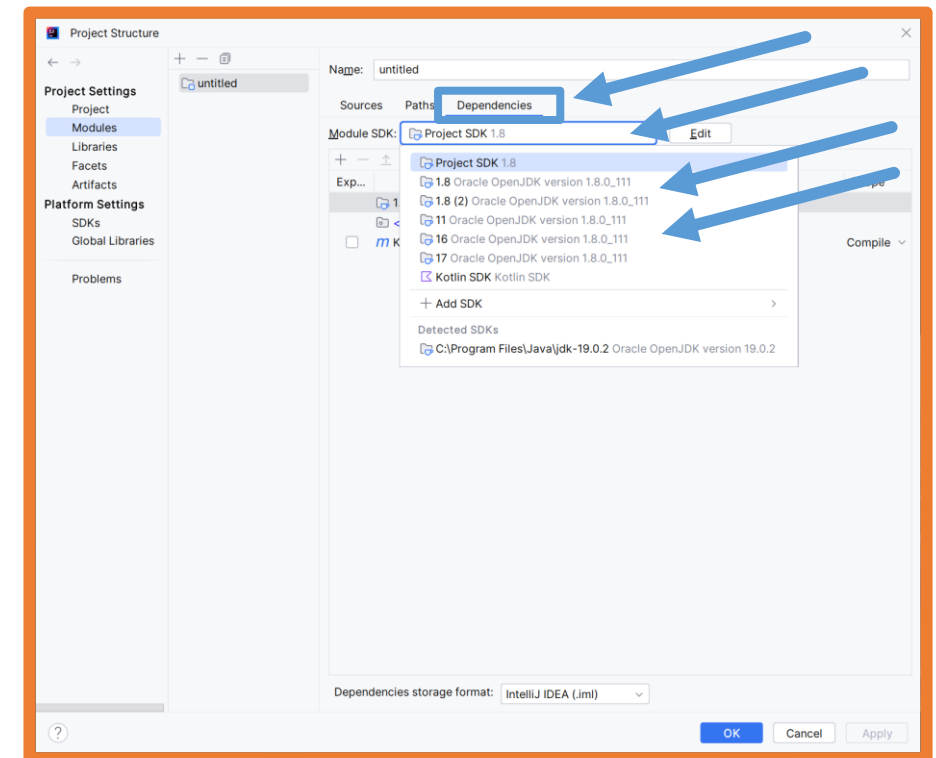 Project Structure
Project Settings
Project
Modules
Libraries
Facets
Artifacts
Platform Settings
SDKs
Global Libraries
Problems
untitled
Name: untitled
Sources Paths Dependencies
Module SDK: Project SDK 1.8 Edit
Project SDK 1.8
1.8 Oracle OpenJDK version 1.8.0_111
1.8 (2) Oracle OpenJDK version 1.8.0_111
11 Oracle OpenJDK version 1.8.0_111
16 Oracle OpenJDK version 1.8.0_111
17 Oracle OpenJDK version 1.8.0_111
Kotlin SDK Kotlin SDK
Add SDK
Detected SDKs
C:\Program Files\Java\jdk-19.0.2 Oracle OpenJDK version 19.0.2
Exp...
1
<
K Compile
Dependencies storage format: IntelliJ IDEA (.iml)
? OK Cancel Apply